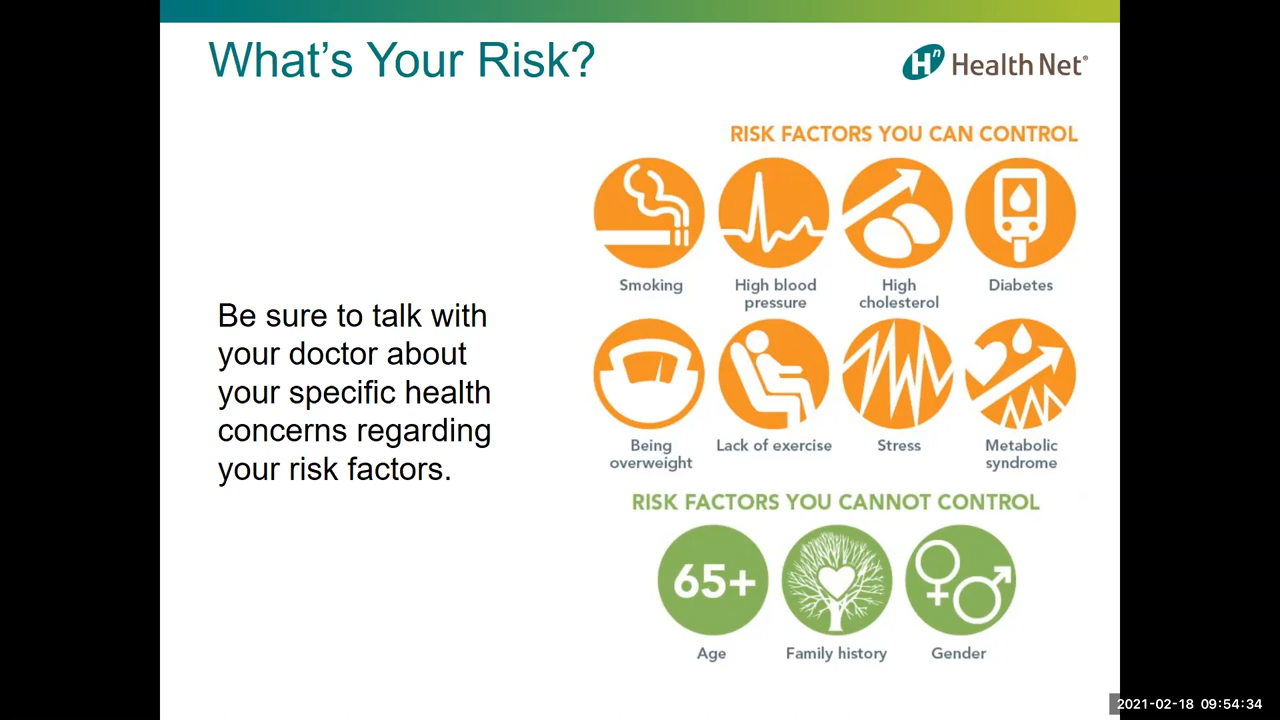 What's Your Risk?
Hn Health Net®
RISK FACTORS YOU CAN CONTROL
Smoking
High blood
pressure
High
cholesterol
Diabetes
Being
overweight
Lack of exercise
Stress
Metabolic
syndrome
Be sure to talk with
your doctor about
your specific health
concerns regarding
your risk factors.
RISK FACTORS YOU CANNOT CONTROL
65+
Age
Family history
Gender
2021-02-18 09:54:34